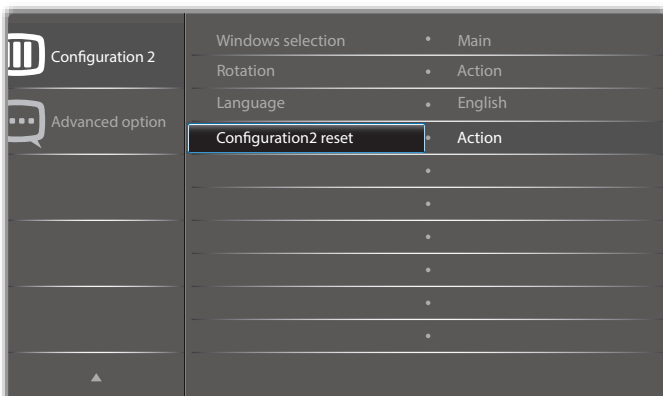 Configuration 2
Advanced option
Windows selection • Main
Rotation • Action
Language • English
Configuration2 reset • Action